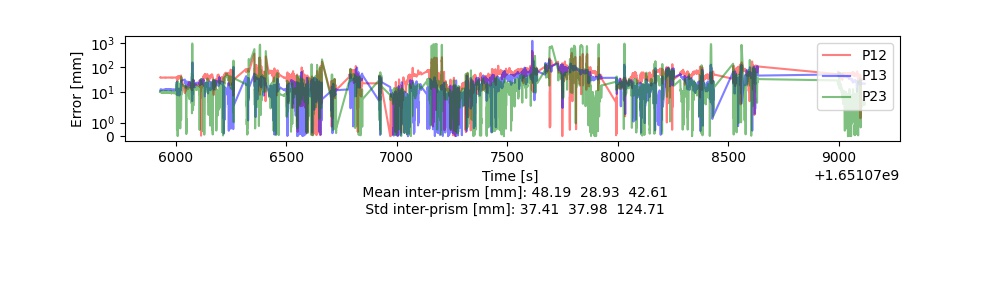 10³
10²
10¹
10⁰
0
Error [mm]
P12
P13
P23
6000 6500 7000 7500 8000 8500 9000
Time [s]
+1.65107e9
Mean inter-prism [mm]: 48.19 28.93 42.61
Std inter-prism [mm]: 37.41 37.98 124.71